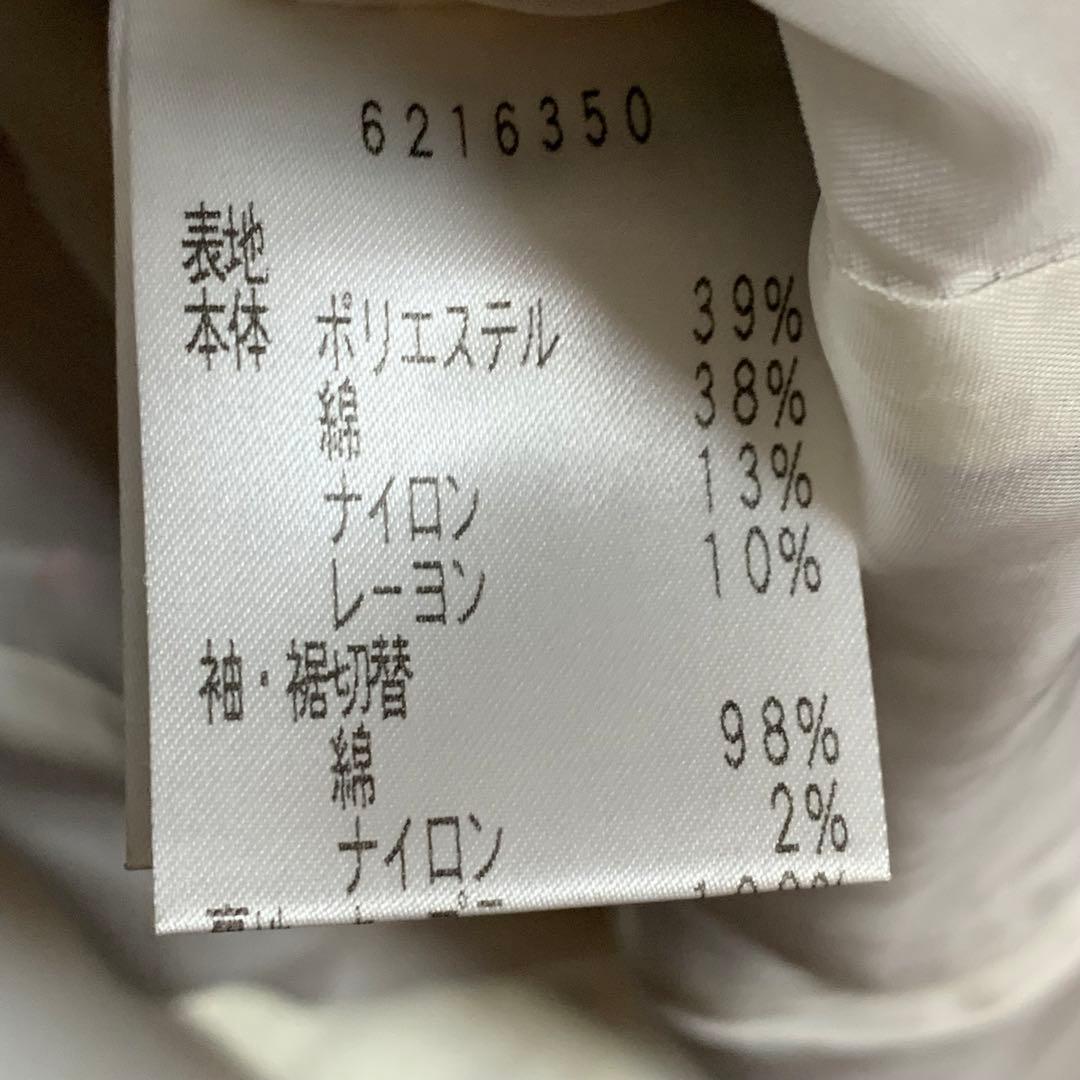 6216350
表地
本体 ポリエステル 39%
綿 38%
ナイロン 13%
レーヨン 10%
袖・裾切替
綿 98%
ナイロン 2%